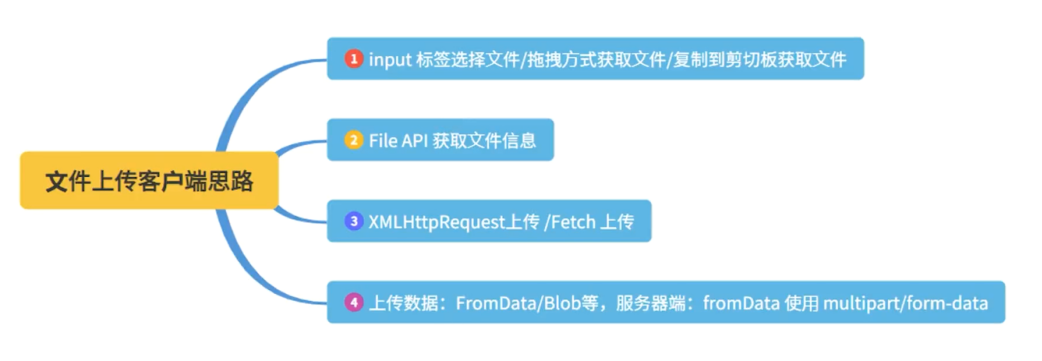 文件上传客户端思路
1 input 标签选择文件/拖拽方式获取文件/复制到剪切板获取文件
2 File API 获取文件信息
3 XMLHttpRequest上传 /Fetch 上传
4 上传数据：FromData/Blob等，服务器端：fromData 使用 multipart/form-data